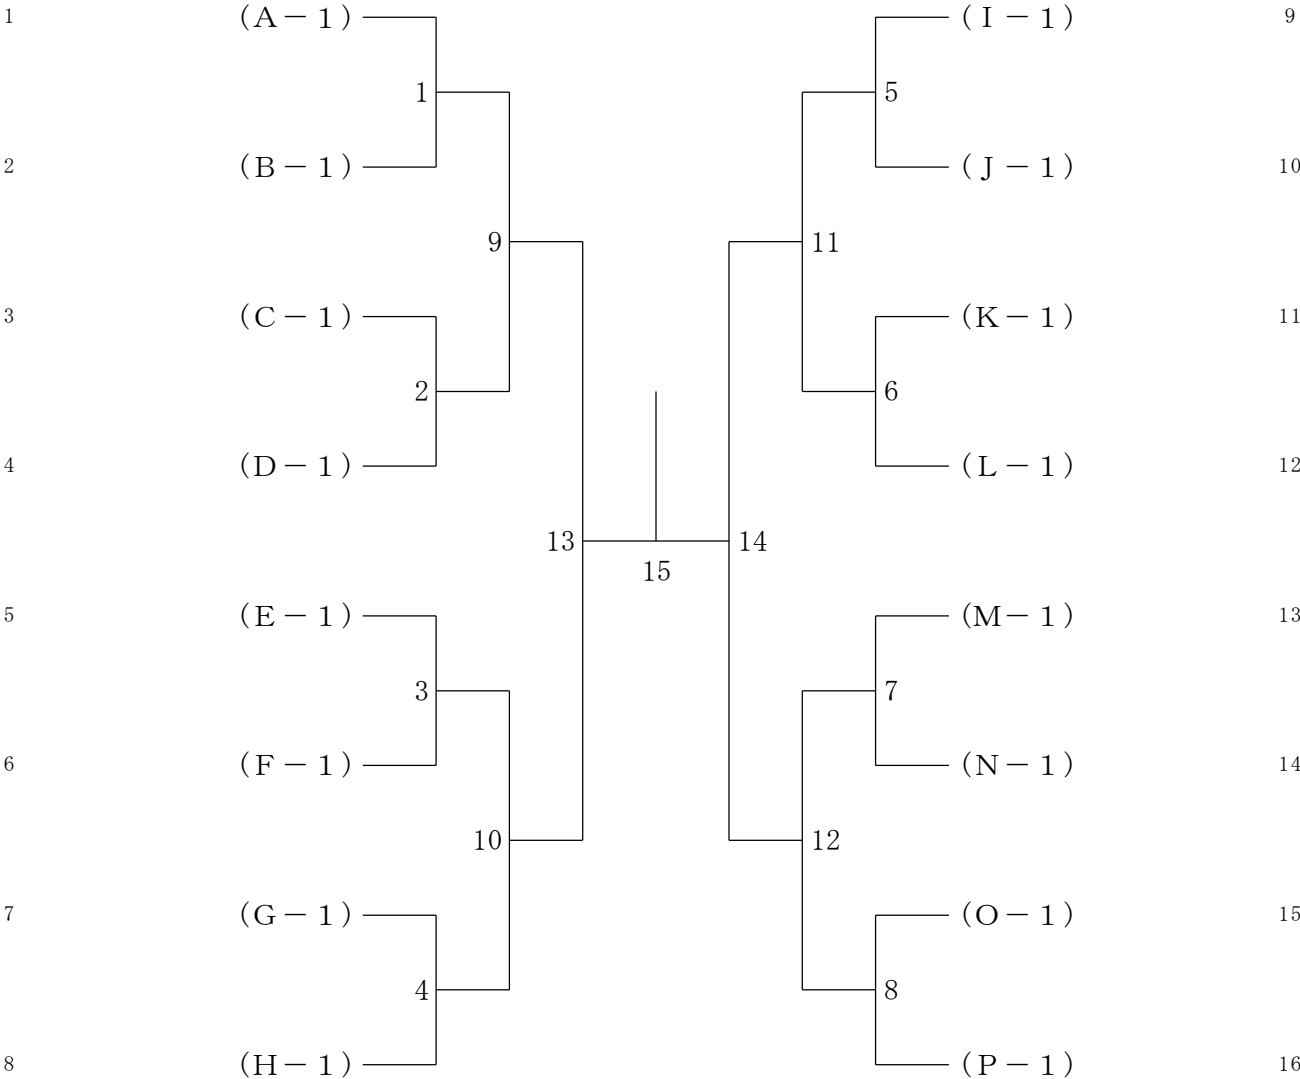 1 （A－1） （I－1） 9
1 5
2 （B－1） （J－1） 10
9 11
3 （C－1） （K－1） 11
2 6
4 （D－1） （L－1） 12
13 14
15
5 （E－1） （M－1） 13
3 7
6 （F－1） （N－1） 14
10 12
7 （G－1） （O－1） 15
4 8
8 （H－1） （P－1） 16